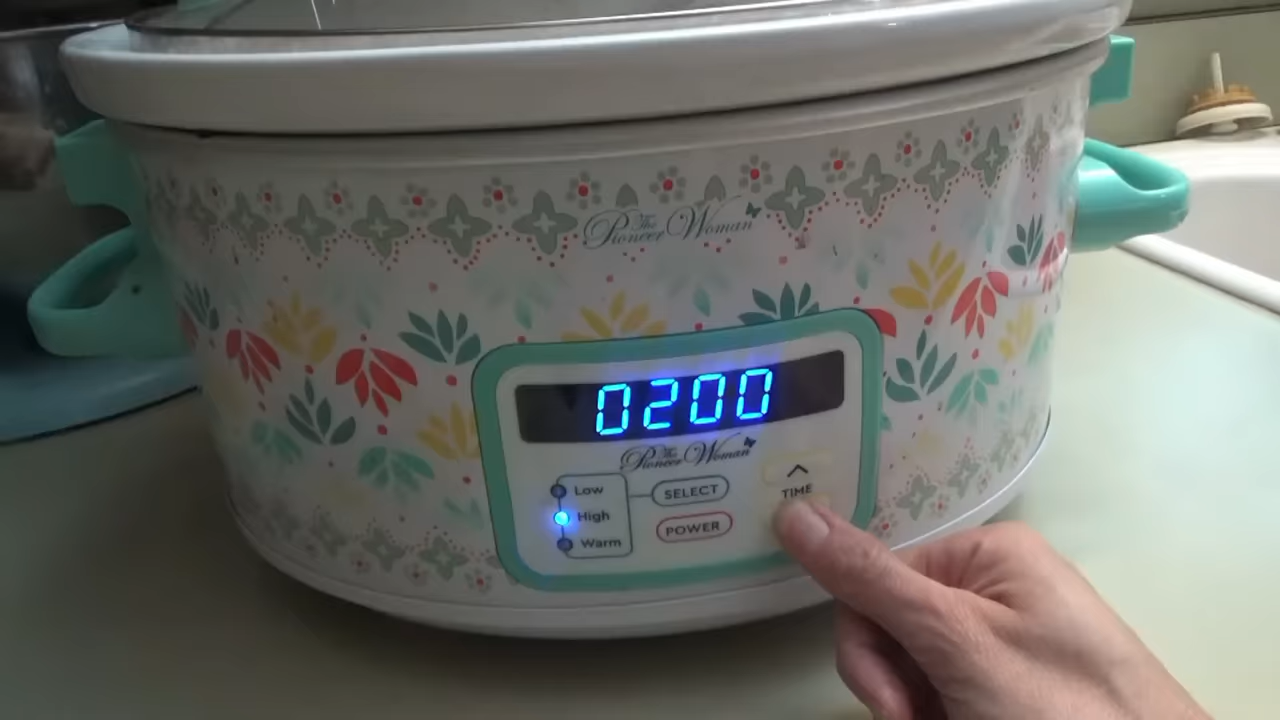 The
Pioneer Woman
0200
The
Pioneer Woman
Low
High
Warm
SELECT
POWER
TIME